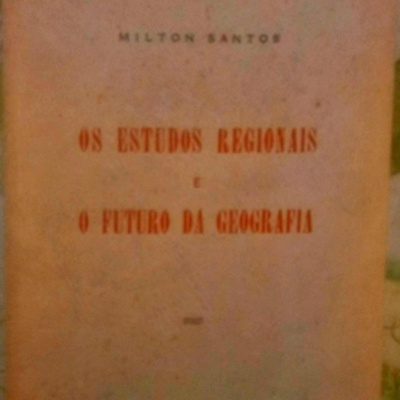 MILTON SANTOS
OS ESTUDOS REGIONAIS
E
O FUTURO DA GEOGRAFIA